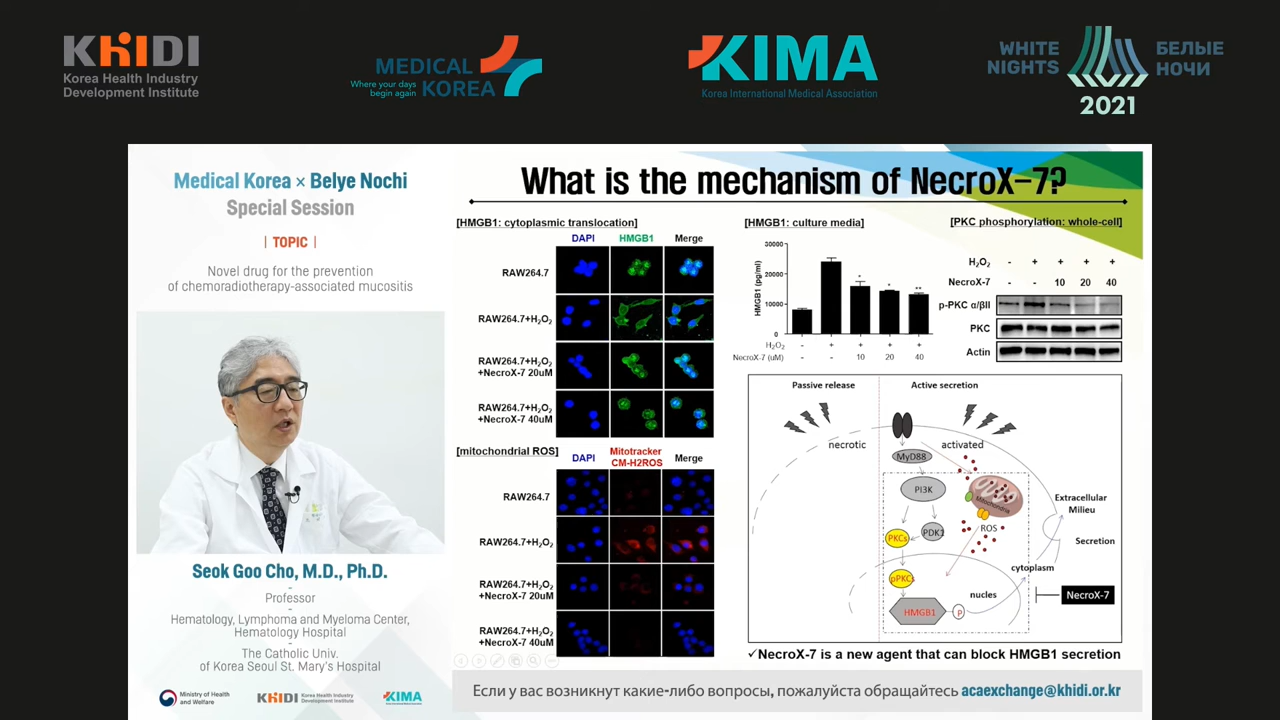 KHIDI
Korea Health Industry
Development Institute
MEDICAL
KOREA
Where your days
begin again
KIMA
Korea International Medical Association
WHITE
NIGHTS
БЕЛЫЕ
НОЧИ
2021
Medical Korea × Belye Nochi
Special Session
| TOPIC |
Novel drug for the prevention
of chemoradiotherapy-associated mucositis
Seok Goo Cho, M.D., Ph.D.
Professor
Hematology, Lymphoma and Myeloma Center,
Hematology Hospital
The Catholic Univ.
of Korea Seoul St. Mary's Hospital
Ministry of Health
and Welfare
KHIDI
Korea Health Industry
Development Institute
KIMA
What is the mechanism of NecroX-7?
[HMGB1: cytoplasmic translocation]
DAPI HMGB1 Merge
RAW264.7
RAW264.7+H₂O₂
RAW264.7+H₂O₂
+NecroX-7 20uM
RAW264.7+H₂O₂
+NecroX-7 40uM
[mitochondrial ROS]
DAPI Mitotracker CM-H2ROS Merge
RAW264.7
RAW264.7+H₂O₂
RAW264.7+H₂O₂
+NecroX-7 20uM
RAW264.7+H₂O₂
+NecroX-7 40uM
[HMGB1: culture media]
HMGB1 (pg/ml)
30000
20000
10000
0
* * **
H₂O₂ - + + + +
NecroX-7 (uM) - - 10 20 40
[PKC phosphorylation: whole-cell]
H₂O₂ - + + + +
NecroX-7 - - 10 20 40
p-PKC α/βII
PKC
Actin
Passive release
Active secretion
necrotic
activated
MyD88
PI3K
Mitochondria
PKCs
PDK1
ROS
Extracellular
Milieu
Secretion
cytoplasm
pPKCs
nucles
NecroX-7
HMGB1
P
✓NecroX-7 is a new agent that can block HMGB1 secretion
Если у вас возникнут какие-либо вопросы, пожалуйста обращайтесь acaexchange@khidi.or.kr